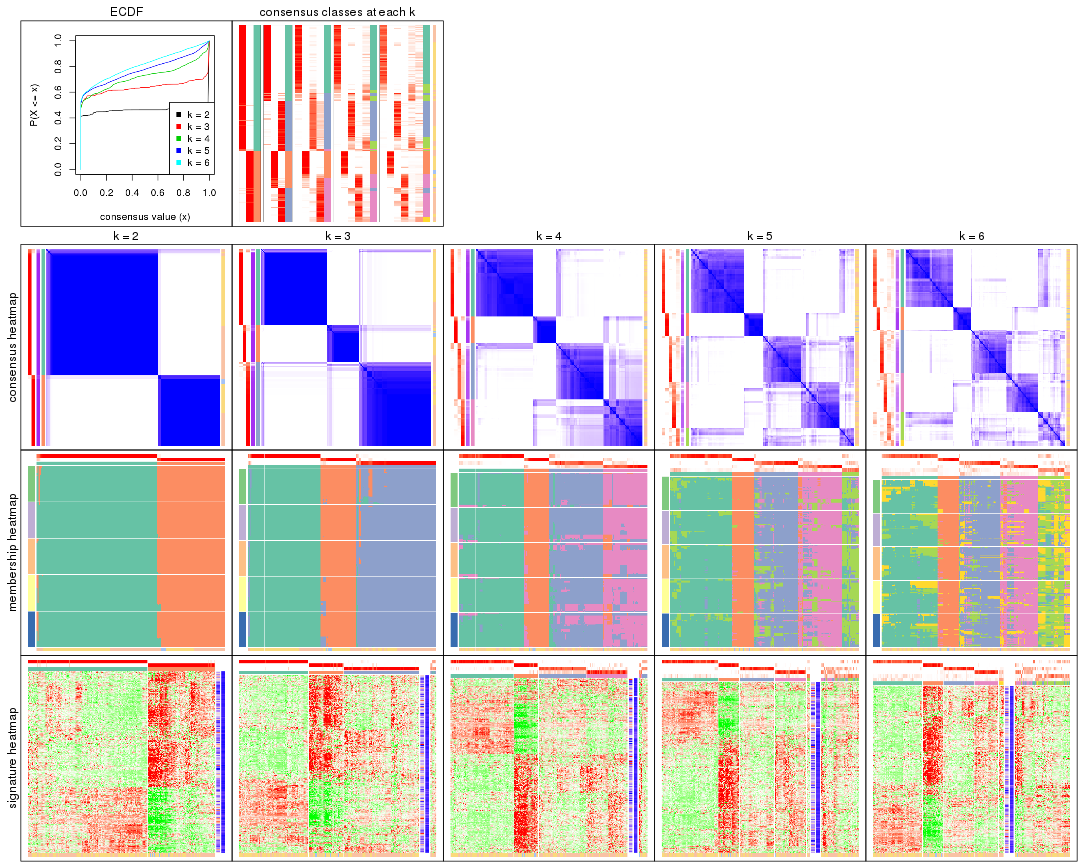 ECDF
consensus classes at each k
P(X <= x)
0.0 0.2 0.4 0.6 0.8 1.0
k = 2
k = 3
k = 4
k = 5
k = 6
0.0 0.2 0.4 0.6 0.8 1.0
consensus value (x)
k = 2
k = 3
k = 4
k = 5
k = 6
consensus heatmap
membership heatmap
signature heatmap